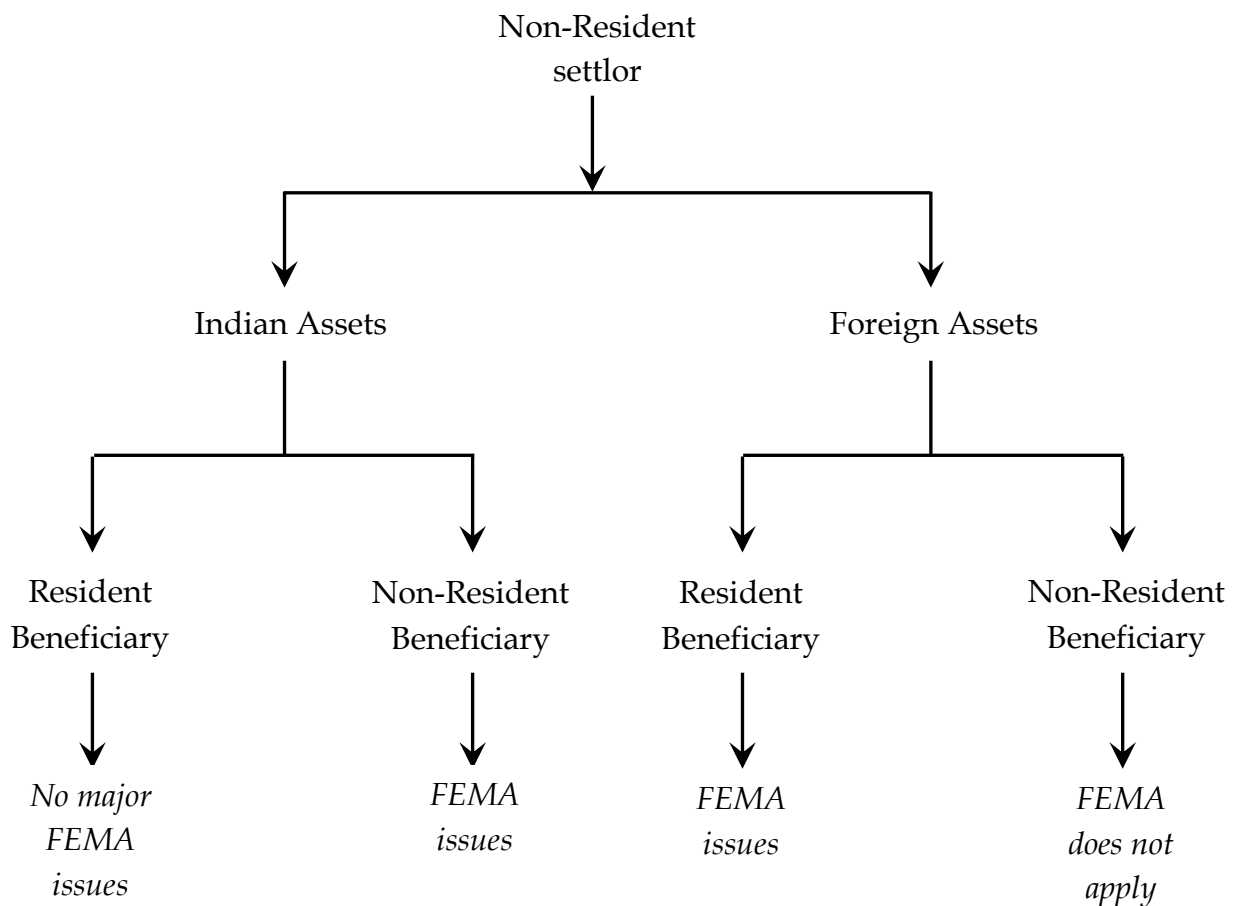 Non-Resident
settlor
Indian Assets
Foreign Assets
Resident
Beneficiary
Non-Resident
Beneficiary
Resident
Beneficiary
Non-Resident
Beneficiary
No major
FEMA
issues
FEMA
issues
FEMA
issues
FEMA
does not
apply